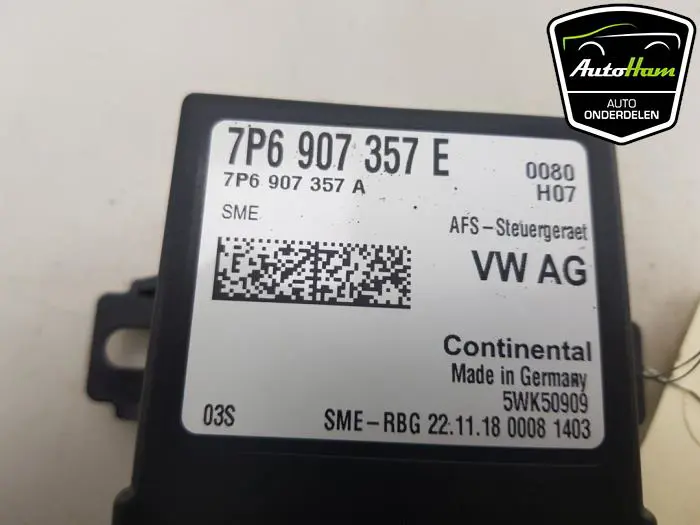 AutoHam
AUTO
ONDERDELEN
7P6 907 357 E
7P6 907 357 A
0080
H07
SME
AFS-Steuergeraet
VW AG
Continental
Made in Germany
5WK50909
03S
SME-RBG 22.11.18 0008 1403